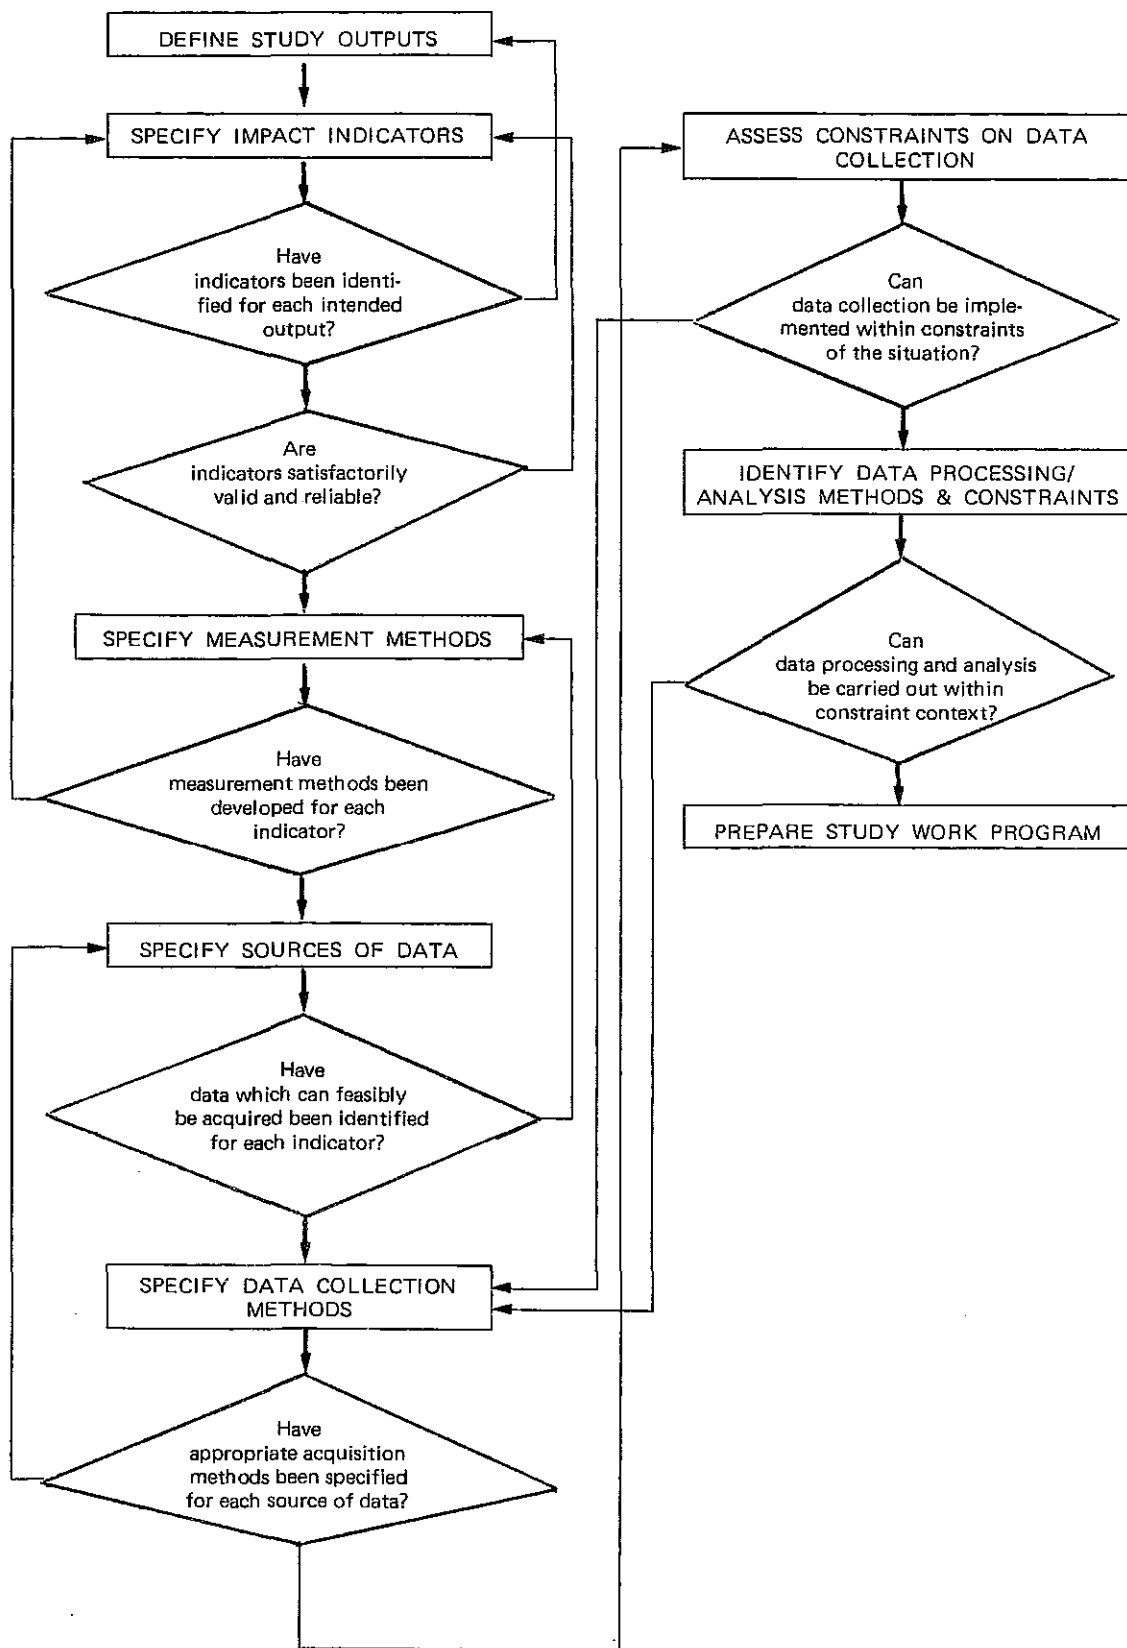 DEFINE STUDY OUTPUTS
SPECIFY IMPACT INDICATORS
Have
indicators been identi-
fied for each intended
output?
Are
indicators satisfactorily
valid and reliable?
SPECIFY MEASUREMENT METHODS
Have
measurement methods been
developed for each
indicator?
SPECIFY SOURCES OF DATA
Have
data which can feasibly
be acquired been identified
for each indicator?
SPECIFY DATA COLLECTION
METHODS
Have
appropriate acquisition
methods been specified
for each source of data?
ASSESS CONSTRAINTS ON DATA
COLLECTION
Can
data collection be imple-
mented within constraints
of the situation?
IDENTIFY DATA PROCESSING/
ANALYSIS METHODS & CONSTRAINTS
Can
data processing and analysis
be carried out within
constraint context?
PREPARE STUDY WORK PROGRAM